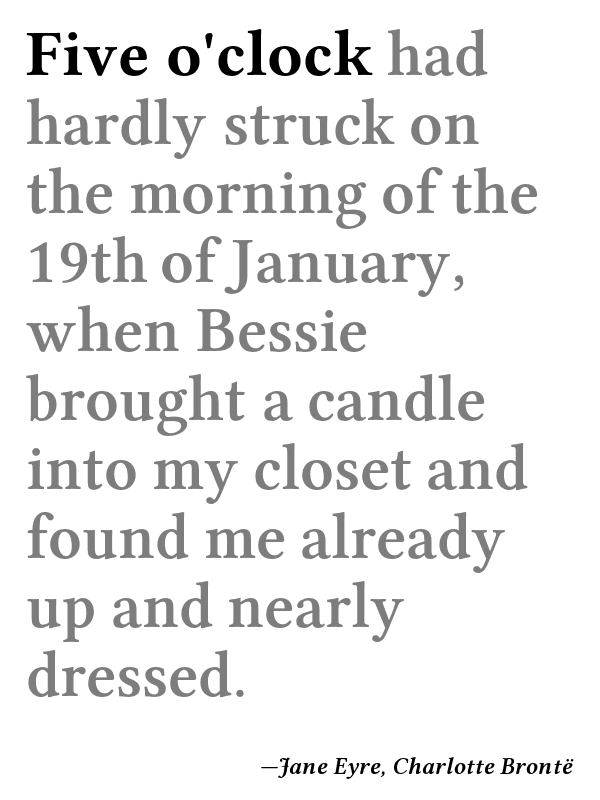 Five o'clock had
hardly struck on
the morning of the
19th of January,
when Bessie
brought a candle
into my closet and
found me already
up and nearly
dressed.
—Jane Eyre, Charlotte Brontë